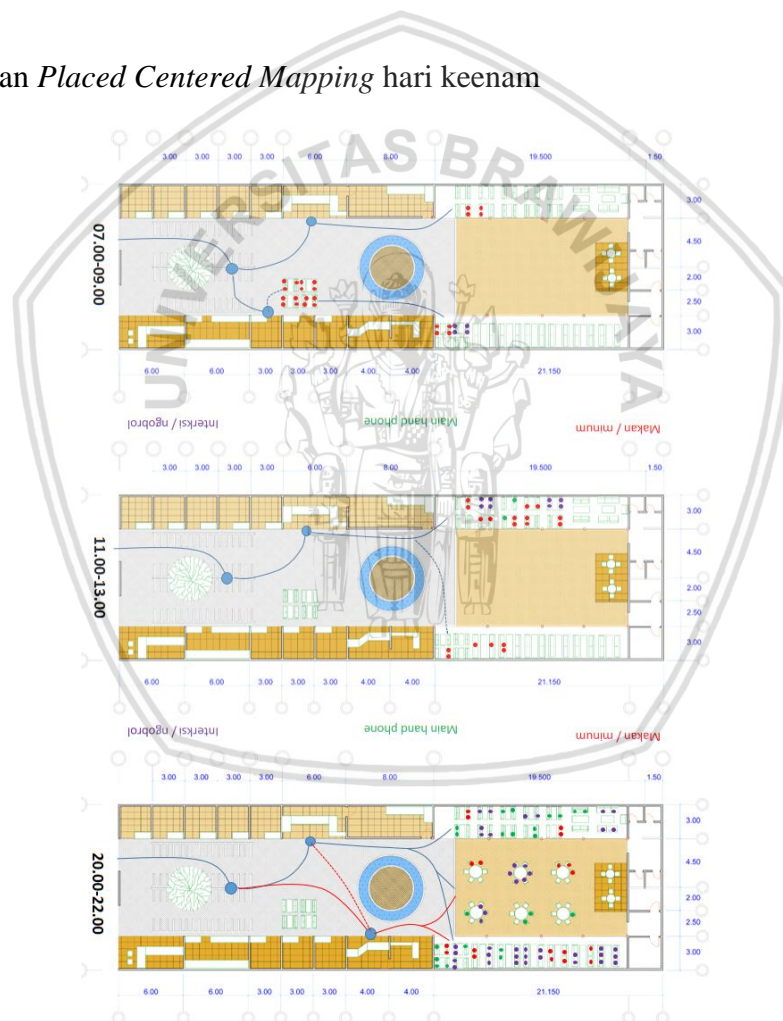 an Placed Centered Mapping hari keenam
UNIVERSITAS BRAWIJAYA
3.00 3.00 3.00 3.00 6.00 8.00 19.500 1.50
07.00-09.00
3.00
4.50
2.00
2.50
3.00
6.00 6.00 3.00 3.00 3.00 4.00 4.00 21.150
Interksi / ngobrol Main hand phone Makan / minum
3.00 3.00 3.00 3.00 6.00 8.00 19.500 1.50
11.00-13.00
3.00
4.50
2.00
2.50
3.00
6.00 6.00 3.00 3.00 3.00 4.00 4.00 21.150
Interksi / ngobrol Main hand phone Makan / minum
3.00 3.00 3.00 6.00 8.00 19.500 1.50
20.00-22.00
3.00
4.50
2.00
2.50
3.00
6.00 6.00 3.00 3.00 3.00 4.00 4.00 21.150